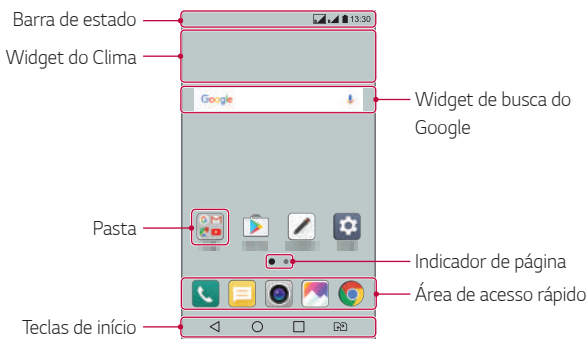 Barra de estado
13:30
Widget do Clima
Google
Widget de busca do
Google
Pasta
Indicador de página
Área de acesso rápido
Teclas de início